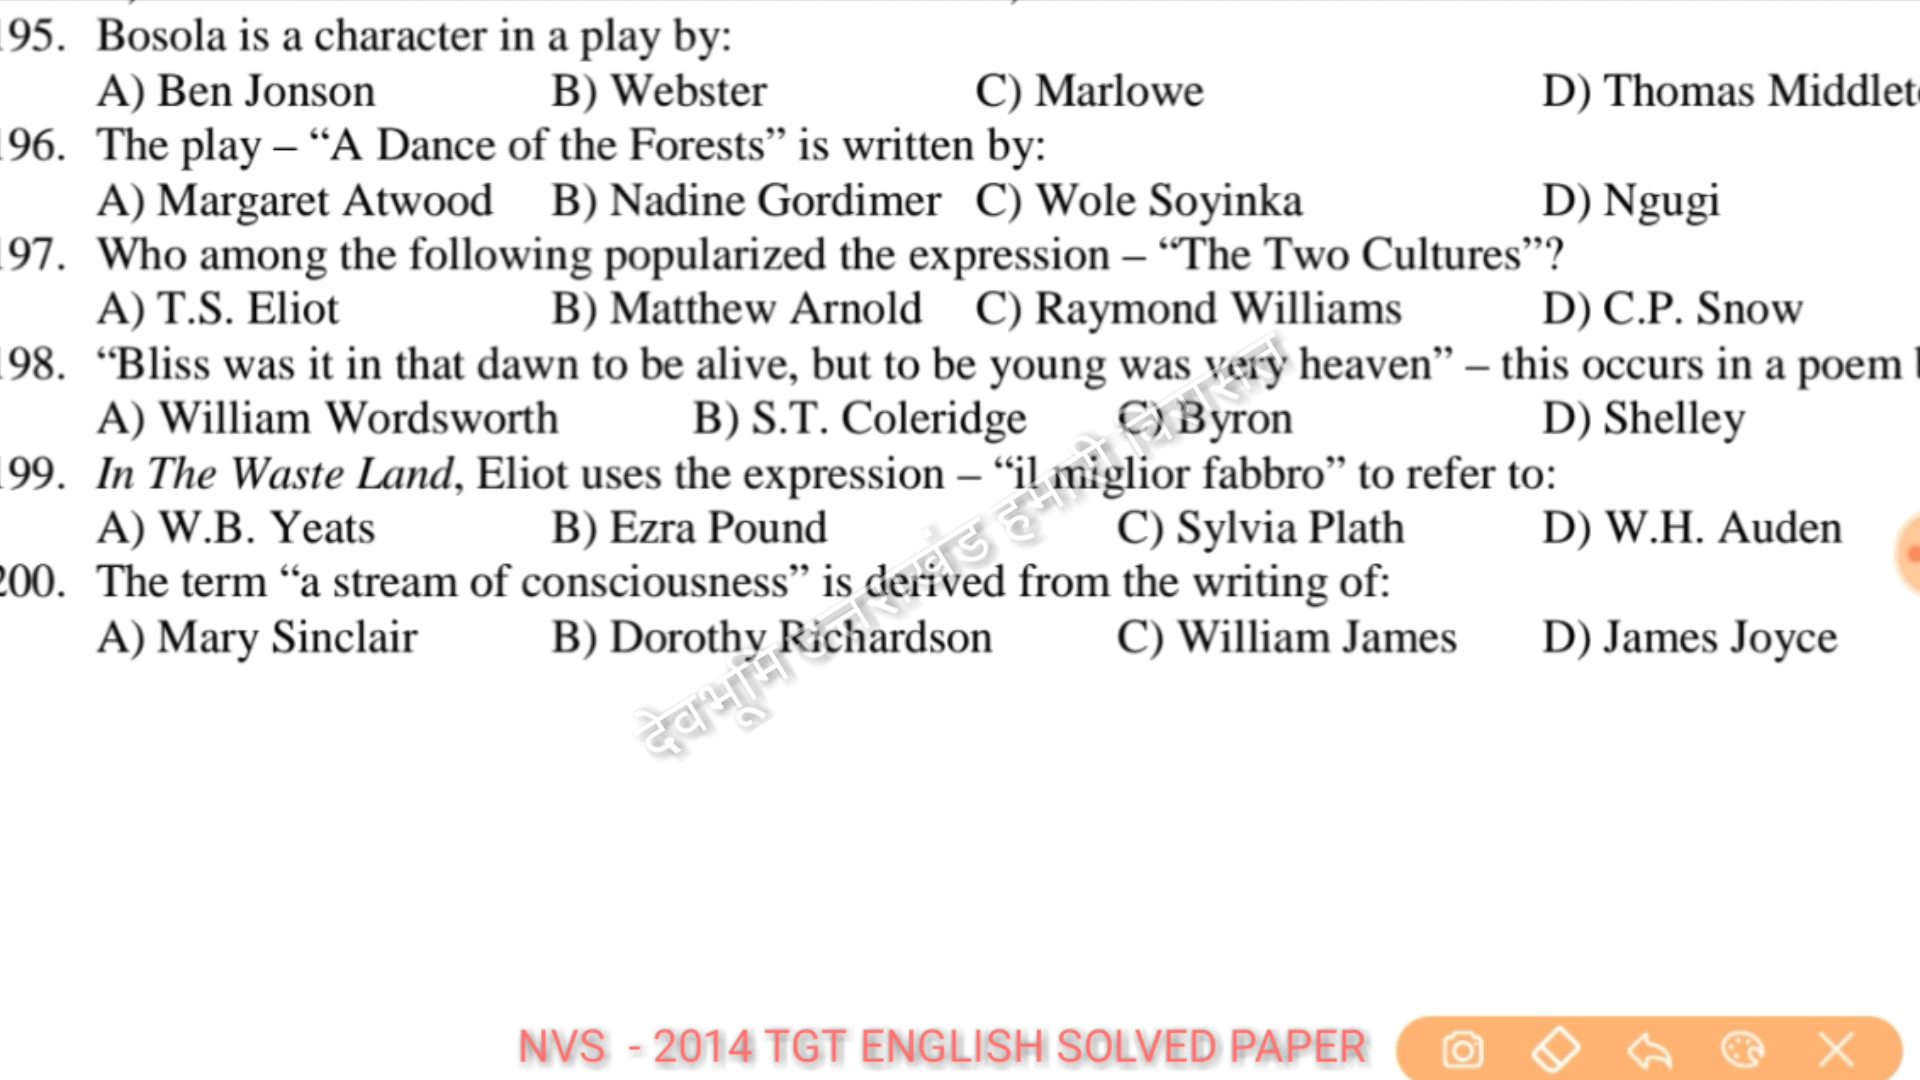 195. Bosola is a character in a play by:
A) Ben Jonson B) Webster C) Marlowe D) Thomas Middlet
196. The play – “A Dance of the Forests” is written by:
A) Margaret Atwood B) Nadine Gordimer C) Wole Soyinka D) Ngugi
197. Who among the following popularized the expression – “The Two Cultures”?
A) T.S. Eliot B) Matthew Arnold C) Raymond Williams D) C.P. Snow
198. “Bliss was it in that dawn to be alive, but to be young was very heaven” – this occurs in a poem
A) William Wordsworth B) S.T. Coleridge C) Byron D) Shelley
199. In The Waste Land, Eliot uses the expression – “il miglior fabbro” to refer to:
A) W.B. Yeats B) Ezra Pound C) Sylvia Plath D) W.H. Auden
200. The term “a stream of consciousness” is derived from the writing of:
A) Mary Sinclair B) Dorothy Richardson C) William James D) James Joyce
देवभूमि उत्तराखंड हमारी विरासत
NVS - 2014 TGT ENGLISH SOLVED PAPER